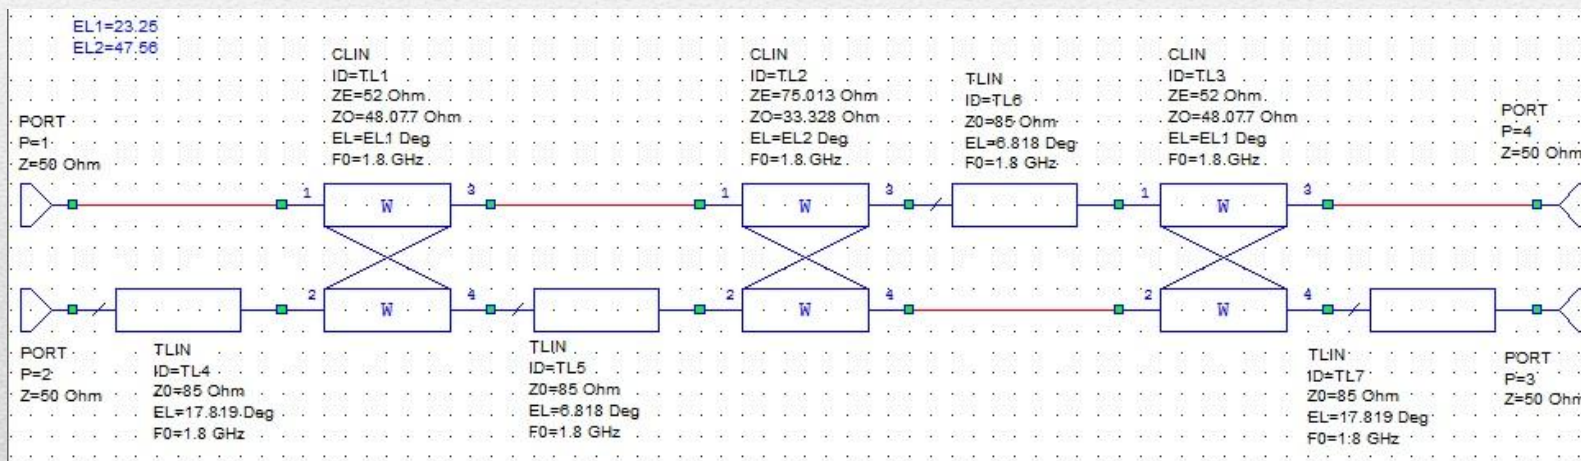 EL1=23.25
EL2=47.56
CLIN
ID=TL1
ZE=52 Ohm
ZO=48.077 Ohm
EL=EL1 Deg
F0=1.8 GHz
CLIN
ID=TL2
ZE=75.013 Ohm
ZO=33.328 Ohm
EL=EL2 Deg
F0=1.8 GHz
TLIN
ID=TL6
Z0=85 Ohm
EL=6.818 Deg
F0=1.8 GHz
CLIN
ID=TL3
ZE=52 Ohm
ZO=48.077 Ohm
EL=EL1 Deg
F0=1.8 GHz
PORT
P=1
Z=50 Ohm
PORT
P=4
Z=50 Ohm
1 W 3
1 W 3
1 W 3
2 W 4
2 W 4
2 W 4
PORT
P=2
Z=50 Ohm
TLIN
ID=TL4
Z0=85 Ohm
EL=17.819 Deg
F0=1.8 GHz
TLIN
ID=TL5
Z0=85 Ohm
EL=6.818 Deg
F0=1.8 GHz
TLIN
ID=TL7
Z0=85 Ohm
EL=17.819 Deg
F0=1.8 GHz
PORT
P=3
Z=50 Ohm